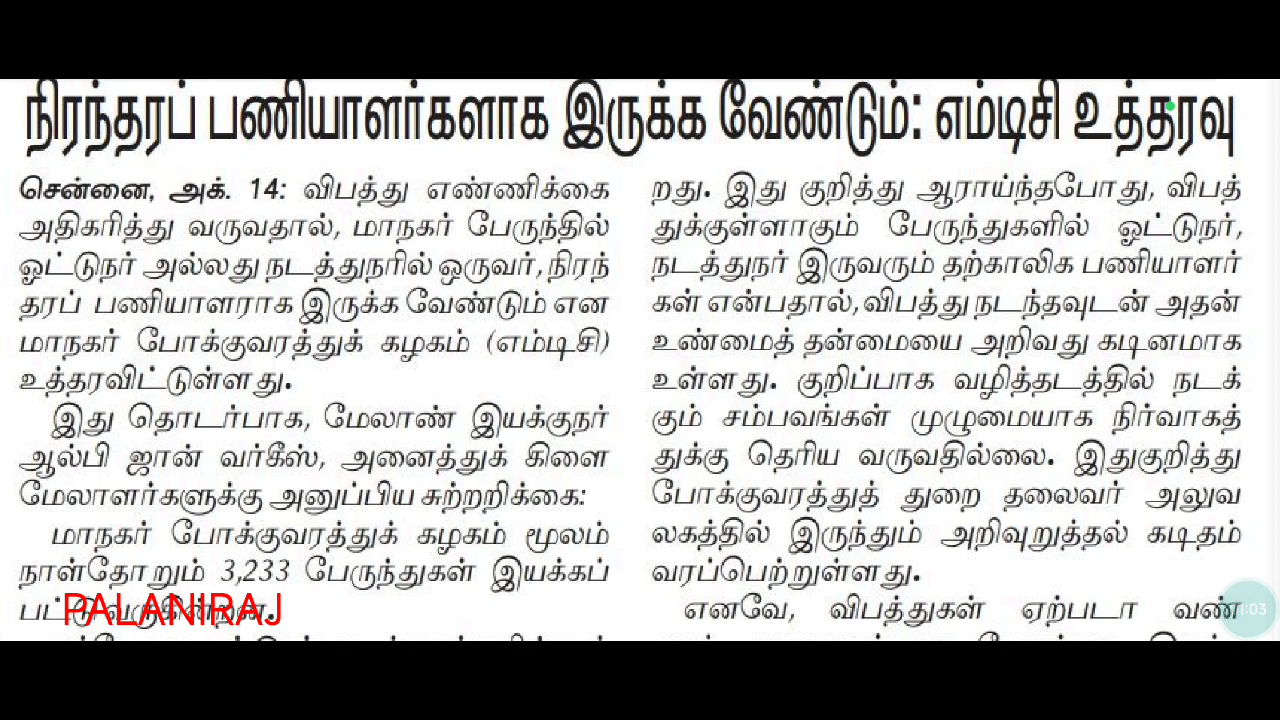 நிரந்தரப் பணியாளர்களாக இருக்க வேண்டும்: எம்டிசி உத்தரவு
சென்னை, அக். 14: விபத்து எண்ணிக்கை
அதிகரித்து வருவதால், மாநகர் பேருந்தில்
ஓட்டுநர் அல்லது நடத்துநரில் ஒருவர், நிரந்
தரப் பணியாளராக இருக்க வேண்டும் என
மாநகர் போக்குவரத்துக் கழகம் (எம்டிசி)
உத்தரவிட்டுள்ளது.
இது தொடர்பாக, மேலாண் இயக்குநர்
ஆல்பி ஜான் வர்கீஸ், அனைத்துக் கிளை
மேலாளர்களுக்கு அனுப்பிய சுற்றறிக்கை:
மாநகர் போக்குவரத்துக் கழகம் மூலம்
நாள்தோறும் 3,233 பேருந்துகள் இயக்கப்
பட்டு வருகின்றன.
PALANIRAJ
றது. இது குறித்து ஆராய்ந்தபோது, விபத்
துக்குள்ளாகும் பேருந்துகளில் ஓட்டுநர்,
நடத்துநர் இருவரும் தற்காலிக பணியாளர்
கள் என்பதால், விபத்து நடந்தவுடன் அதன்
உண்மைத் தன்மையை அறிவது கடினமாக
உள்ளது. குறிப்பாக வழித்தடத்தில் நடக்
கும் சம்பவங்கள் முழுமையாக நிர்வாகத்
துக்கு தெரிய வருவதில்லை. இதுகுறித்து
போக்குவரத்துத் துறை தலைவர் அலுவ
லகத்தில் இருந்தும் அறிவுறுத்தல் கடிதம்
வரப்பெற்றுள்ளது.
எனவே, விபத்துகள் ஏற்படா வண்